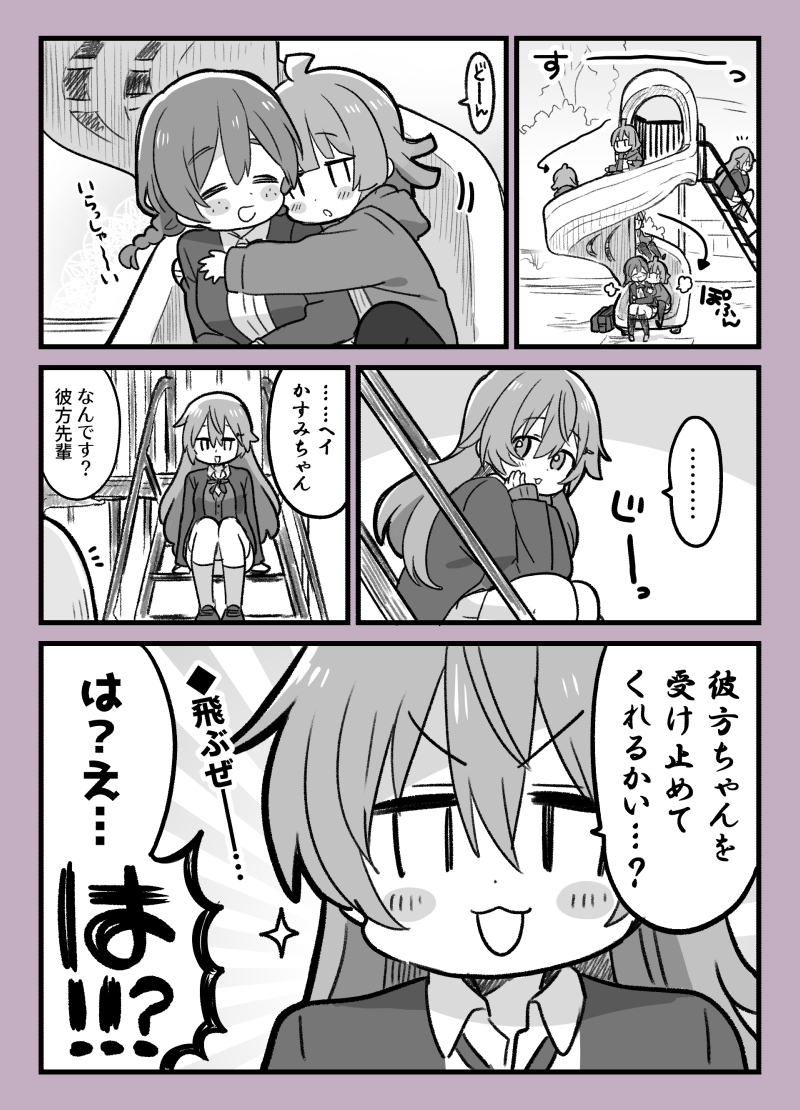 すーっ
ぽふん
どーん
いらっしゃ〜い
…………
じーっ
……ヘイ
かすみちゃん
なんです?
彼方先輩
彼方ちゃんを
受け止めて
くれるかい…?
◆飛ぶぜ――…
は?え…
は!!!?